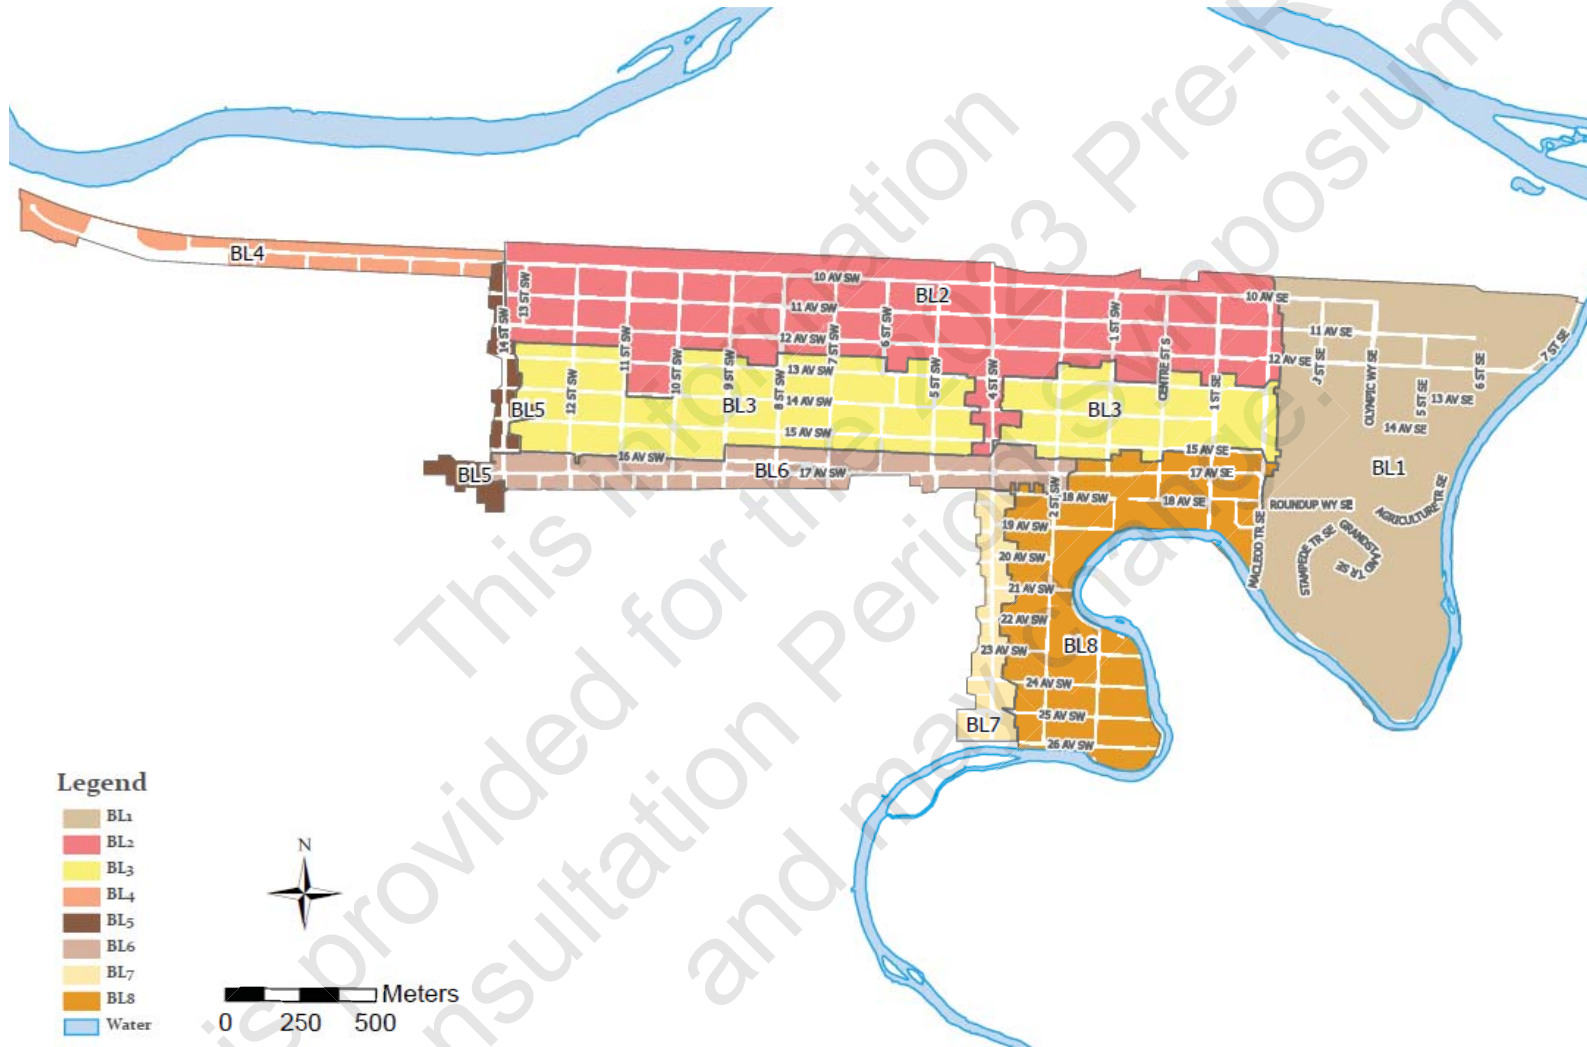 This information
is provided for the 2023 Pre-R
Consultation Period Symposium
and may change.
BL4
13 ST SW
10 AV SW
BL2
10 AV SE
11 AV SW
11 AV SE
7 ST SE
14 ST SW
11 ST SW
12 AV SW
7 ST SW
6 ST SW
1 ST SW
CENTRE ST S
12 AV SE
3 ST SE
OLYMPIC WY SE
6 ST SE
12 ST SW
10 ST SW
9 ST SW
8 ST SW
13 AV SW
5 ST SW
4 ST SW
1 ST SE
5 ST SE
13 AV SE
BL5
BL3
14 AV SW
BL3
14 AV SE
15 AV SW
15 AV SE
16 AV SW
BL5
BL6
17 AV SW
17 AV SE
BL1
2 ST SW
18 AV SW
18 AV SE
ROUNDUP WY SE
AGRICULTURE TR SE
19 AV SW
MACLEOD TR SE
STAMPEDE TR SE
GRANDSTAND TR SE
20 AV SW
21 AV SW
22 AV SW
23 AV SW
BL8
24 AV SW
25 AV SW
BL7
26 AV SW
Legend
BL1
BL2
BL3
BL4
BL5
BL6
BL7
BL8
Water
N
Meters
0 250 500